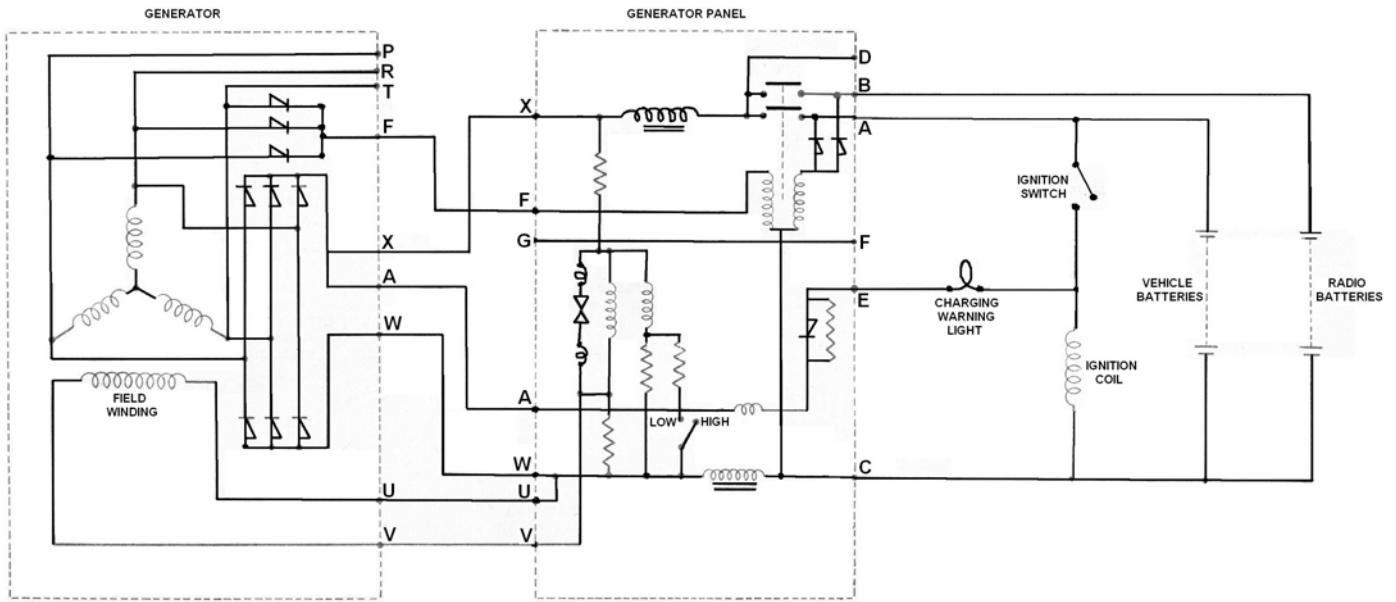 GENERATOR
GENERATOR PANEL
P
R
T
F
X
A
W
U
V
FIELD
WINDING
X
F
G
A
W
U
V
LOW
HIGH
D
B
A
F
E
C
IGNITION
SWITCH
CHARGING
WARNING
LIGHT
IGNITION
COIL
VEHICLE
BATTERIES
RADIO
BATTERIES